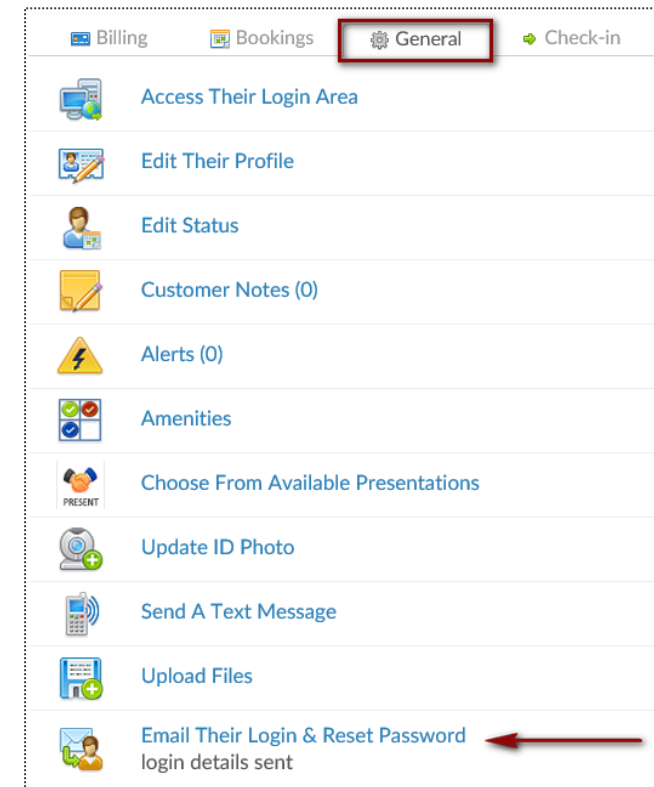 Billing Bookings General Check-in
Access Their Login Area
Edit Their Profile
Edit Status
Customer Notes (0)
Alerts (0)
Amenities
PRESENT
Choose From Available Presentations
Update ID Photo
Send A Text Message
Upload Files
Email Their Login & Reset Password
login details sent